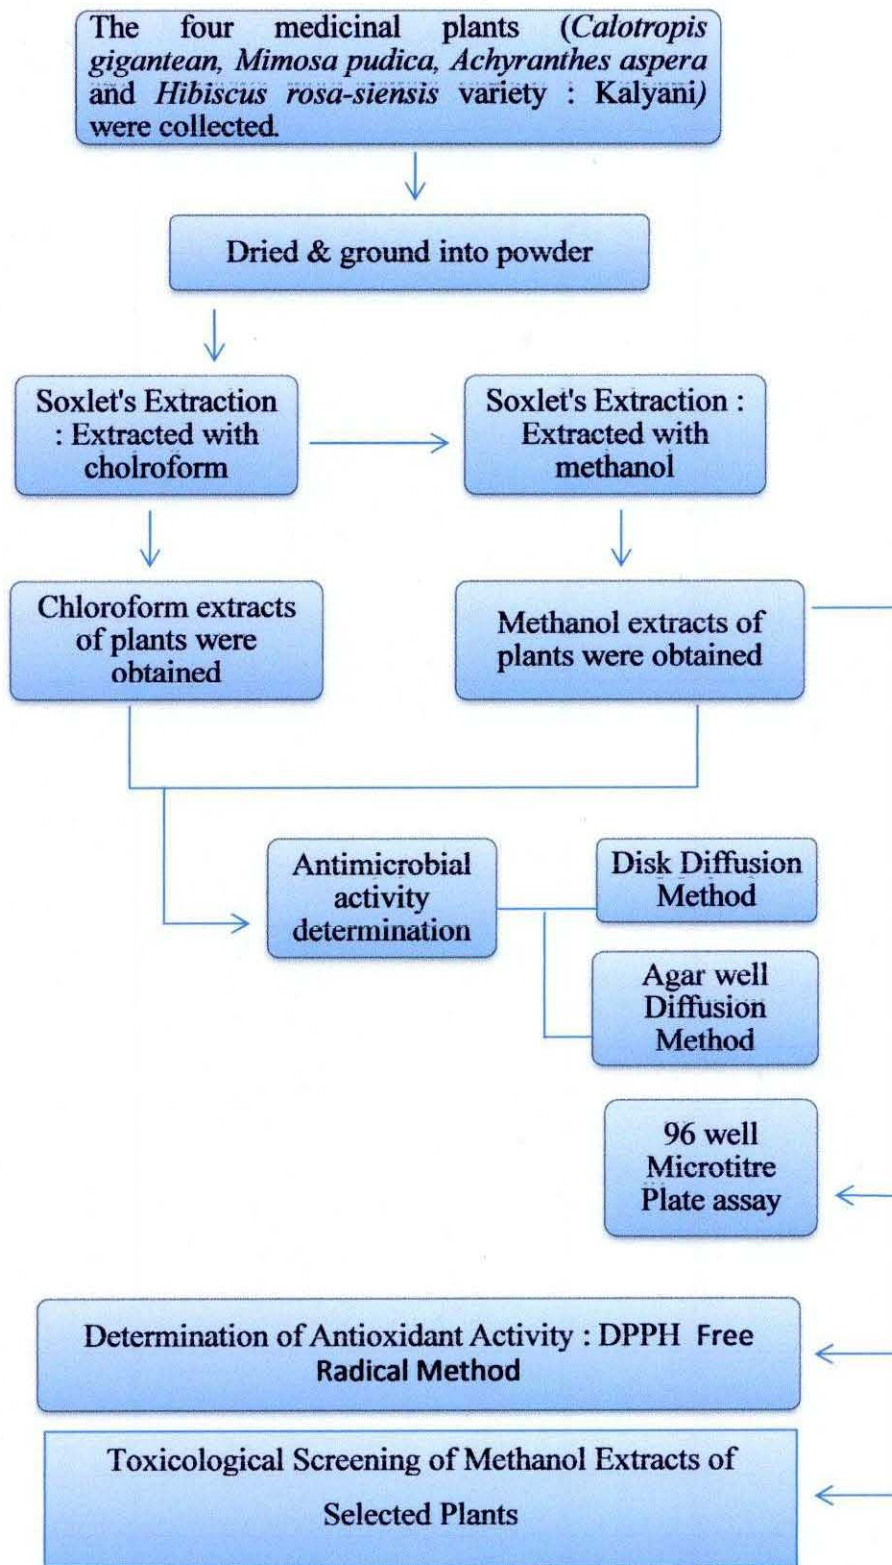 The four medicinal plants (Calotropis
gigantean, Mimosa pudica, Achyranthes aspera
and Hibiscus rosa-siensis variety : Kalyani)
were collected.
Dried & ground into powder
Soxlet's Extraction
: Extracted with
cholroform
Soxlet's Extraction :
Extracted with
methanol
Chloroform extracts
of plants were
obtained
Methanol extracts of
plants were obtained
Antimicrobial
activity
determination
Disk Diffusion
Method
Agar well
Diffusion
Method
96 well
Microtitre
Plate assay
Determination of Antioxidant Activity : DPPH Free
Radical Method
Toxicological Screening of Methanol Extracts of
Selected Plants